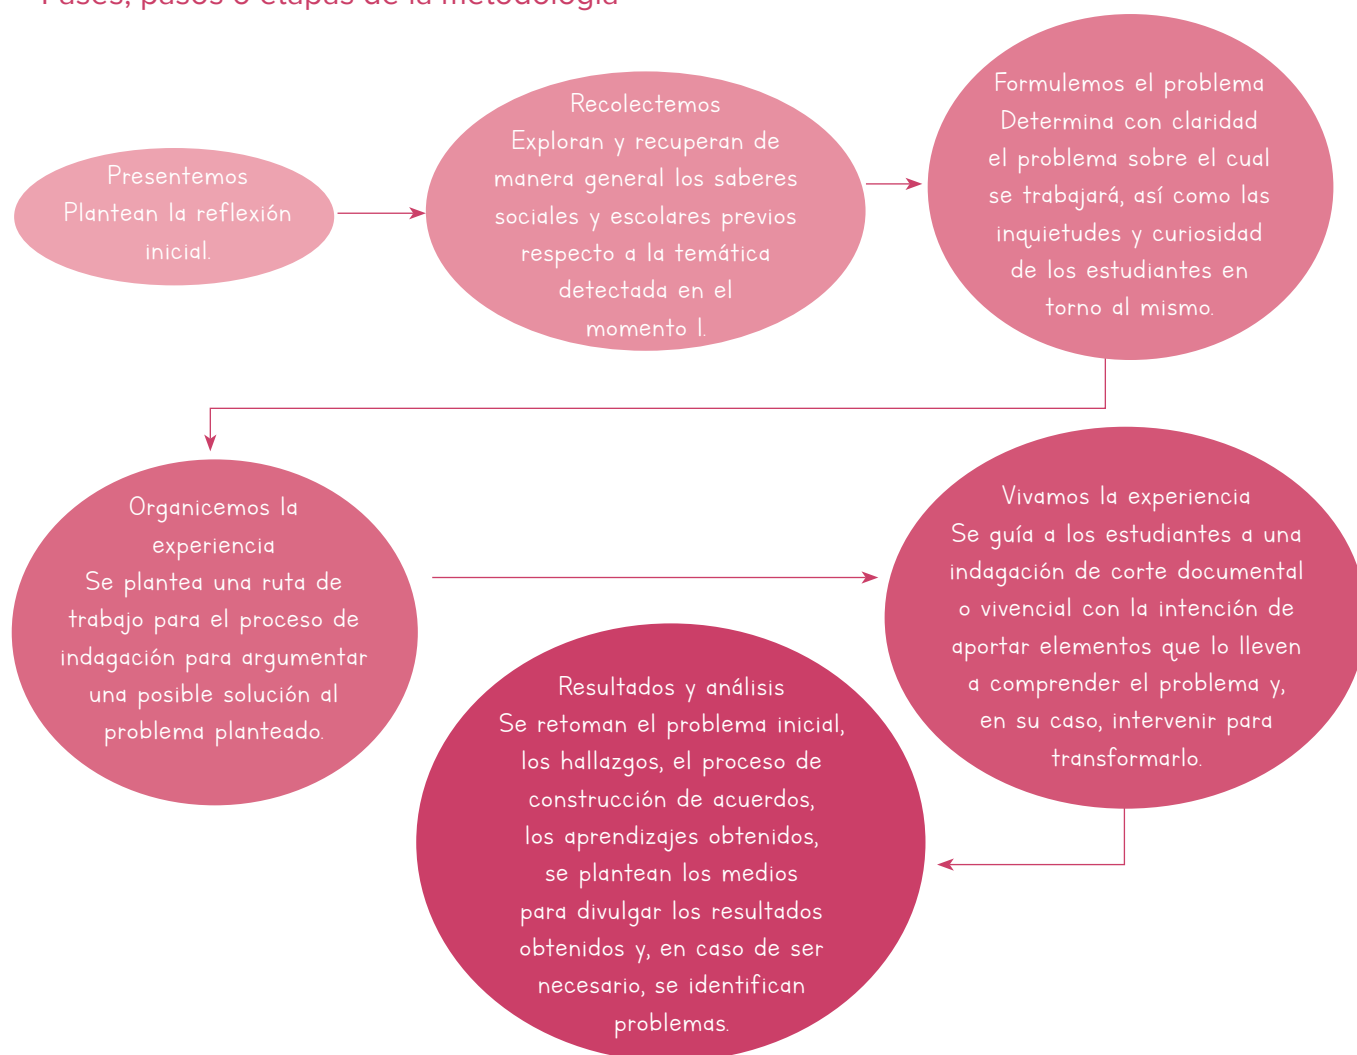 Fases, pasos o etapas de la metodología
Presentemos
Plantean la reflexión
inicial.
Recolectemos
Exploran y recuperan de
manera general los saberes
sociales y escolares previos
respecto a la temática
detectada en el
momento I.
Formulemos el problema
Determina con claridad
el problema sobre el cual
se trabajará, así como las
inquietudes y curiosidad
de los estudiantes en
torno al mismo.
Organicemos la
experiencia
Se plantea una ruta de
trabajo para el proceso de
indagación para argumentar
una posible solución al
problema planteado.
Vivamos la experiencia
Se guía a los estudiantes a una
indagación de corte documental
o vivencial con la intención de
aportar elementos que lo lleven
a comprender el problema y,
en su caso, intervenir para
transformarlo.
Resultados y análisis
Se retoman el problema inicial,
los hallazgos, el proceso de
construcción de acuerdos,
los aprendizajes obtenidos,
se plantean los medios
para divulgar los resultados
obtenidos y, en caso de ser
necesario, se identifican
problemas.